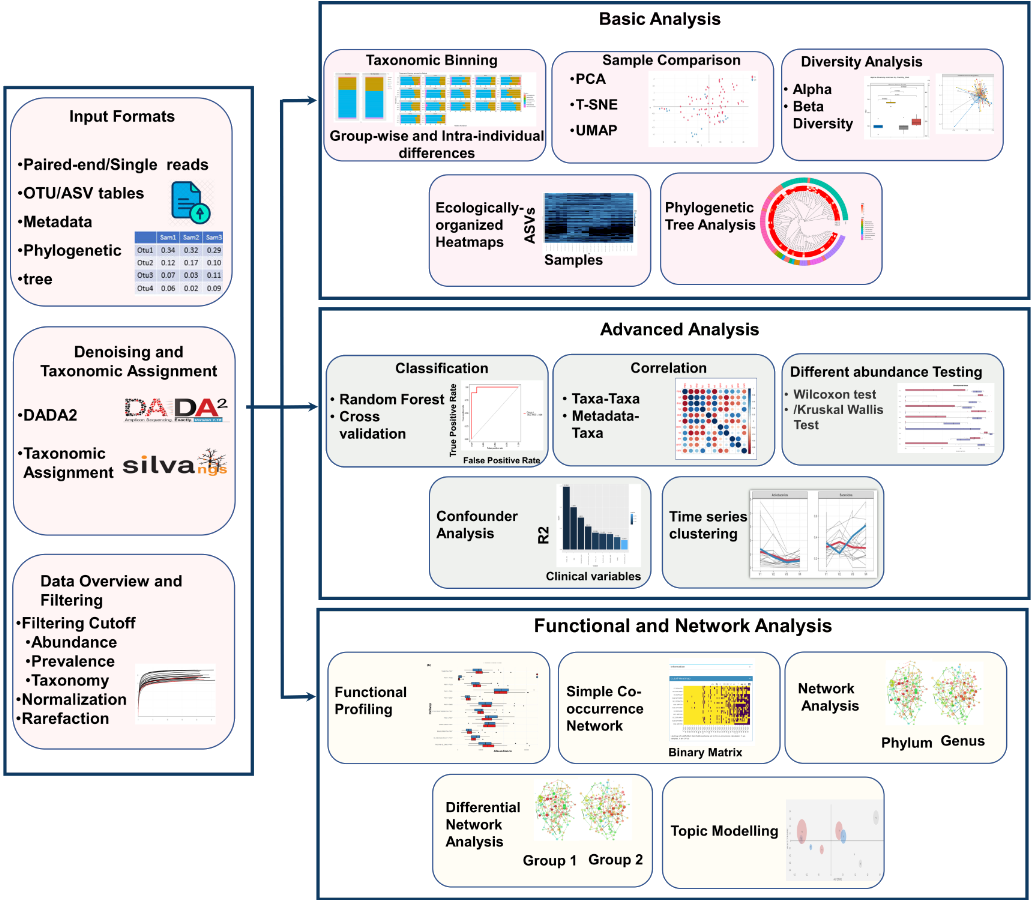 Input Formats
•Paired-end/Single reads
•OTU/ASV tables
•Metadata
•Phylogenetic
•tree
Sam1 Sam2 Sam3
Otu1 0.34 0.32 0.29
Otu2 0.12 0.17 0.10
Otu3 0.07 0.03 0.11
Otu4 0.06 0.02 0.09
Denoising and
Taxonomic Assignment
•DADA2
DADA2
•Taxonomic
Assignment
silva
ngs
Data Overview and
Filtering
•Filtering Cutoff
•Abundance
•Prevalence
•Taxonomy
•Normalization
•Rarefaction
Basic Analysis
Taxonomic Binning
Group-wise and Intra-individual
differences
Sample Comparison
•PCA
•T-SNE
•UMAP
Diversity Analysis
• Alpha
• Beta
Diversity
Ecologically-
organized
Heatmaps
ASVs
Samples
Phylogenetic
Tree Analysis
Advanced Analysis
Classification
• Random Forest
• Cross
validation
True Positive Rate
False Positive Rate
Correlation
• Taxa-Taxa
• Metadata-
Taxa
Different abundance Testing
• Wilcoxon test
• /Kruskal Wallis
Test
Confounder
Analysis
R2
Clinical variables
Time series
clustering
Functional and Network Analysis
Functional
Profiling
Simple Co-
occurrence
Network
Binary Matrix
Network
Analysis
Phylum Genus
Differential
Network
Analysis
Group 1 Group 2
Topic Modelling